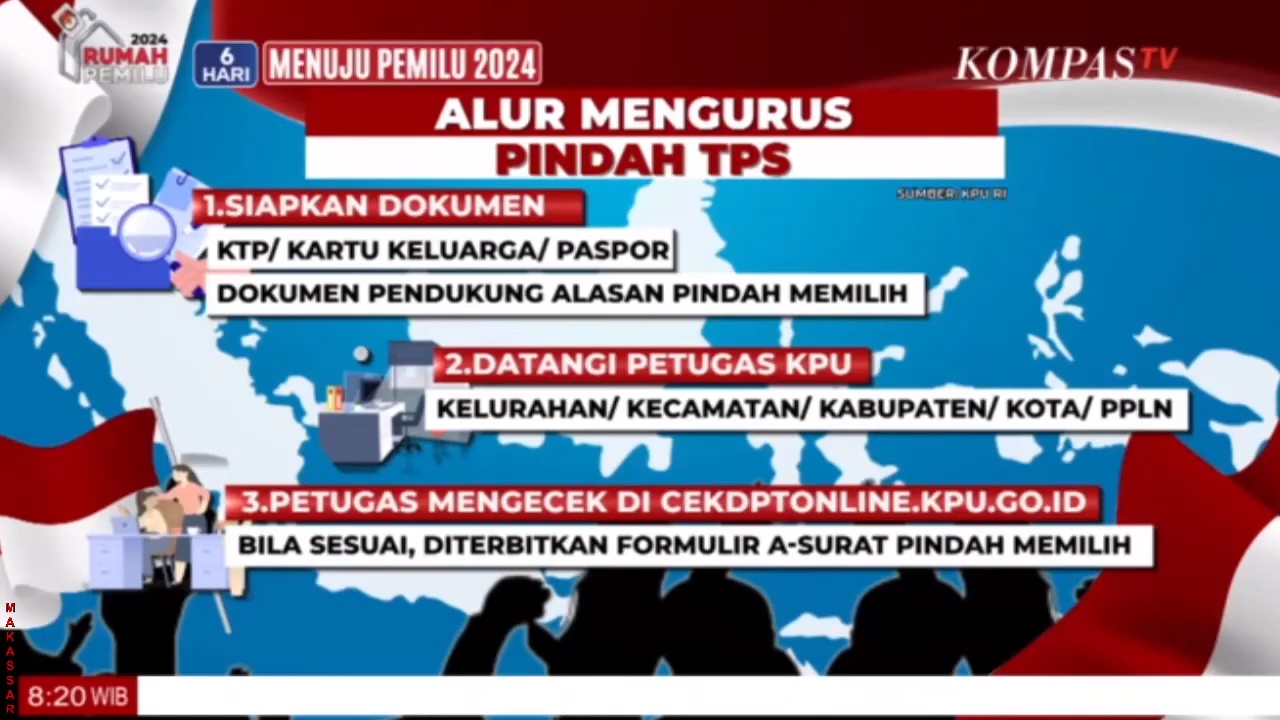 2024
RUMAH
PEMILU
6
HARI
MENUJU PEMILU 2024
KOMPASTV
ALUR MENGURUS
PINDAH TPS
SUMBER: KPU RI
1.SIAPKAN DOKUMEN
KTP/ KARTU KELUARGA/ PASPOR
DOKUMEN PENDUKUNG ALASAN PINDAH MEMILIH
2.DATANGI PETUGAS KPU
KELURAHAN/ KECAMATAN/ KABUPATEN/ KOTA/ PPLN
3.PETUGAS MENGECEK DI CEKDPTONLINE.KPU.GO.ID
BILA SESUAI, DITERBITKAN FORMULIR A-SURAT PINDAH MEMILIH
MAKASSAR
8:20 WIB